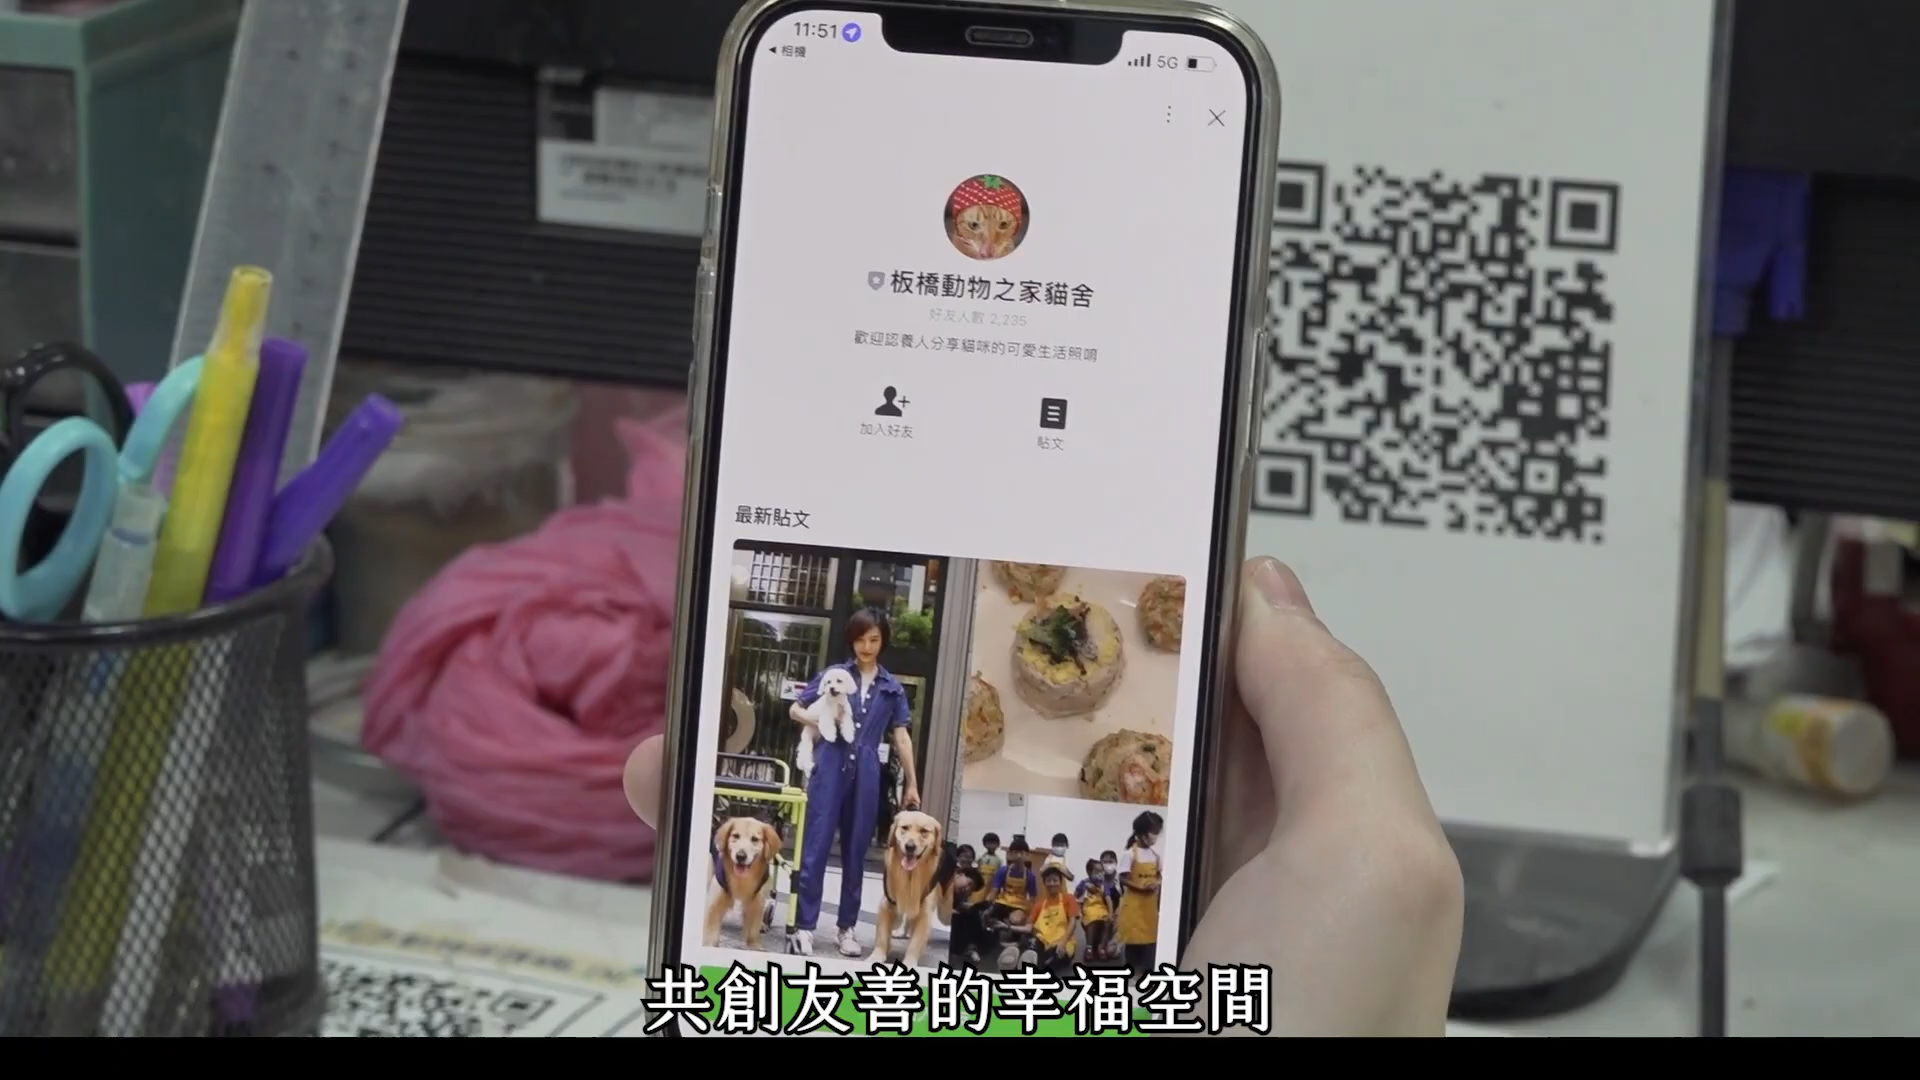 11:51
◀ 相機
5G
板橋動物之家貓舍
好友人數 2,235
歡迎認養人分享貓咪的可愛生活照唷
加入好友
貼文
最新貼文
共創友善的幸福空間